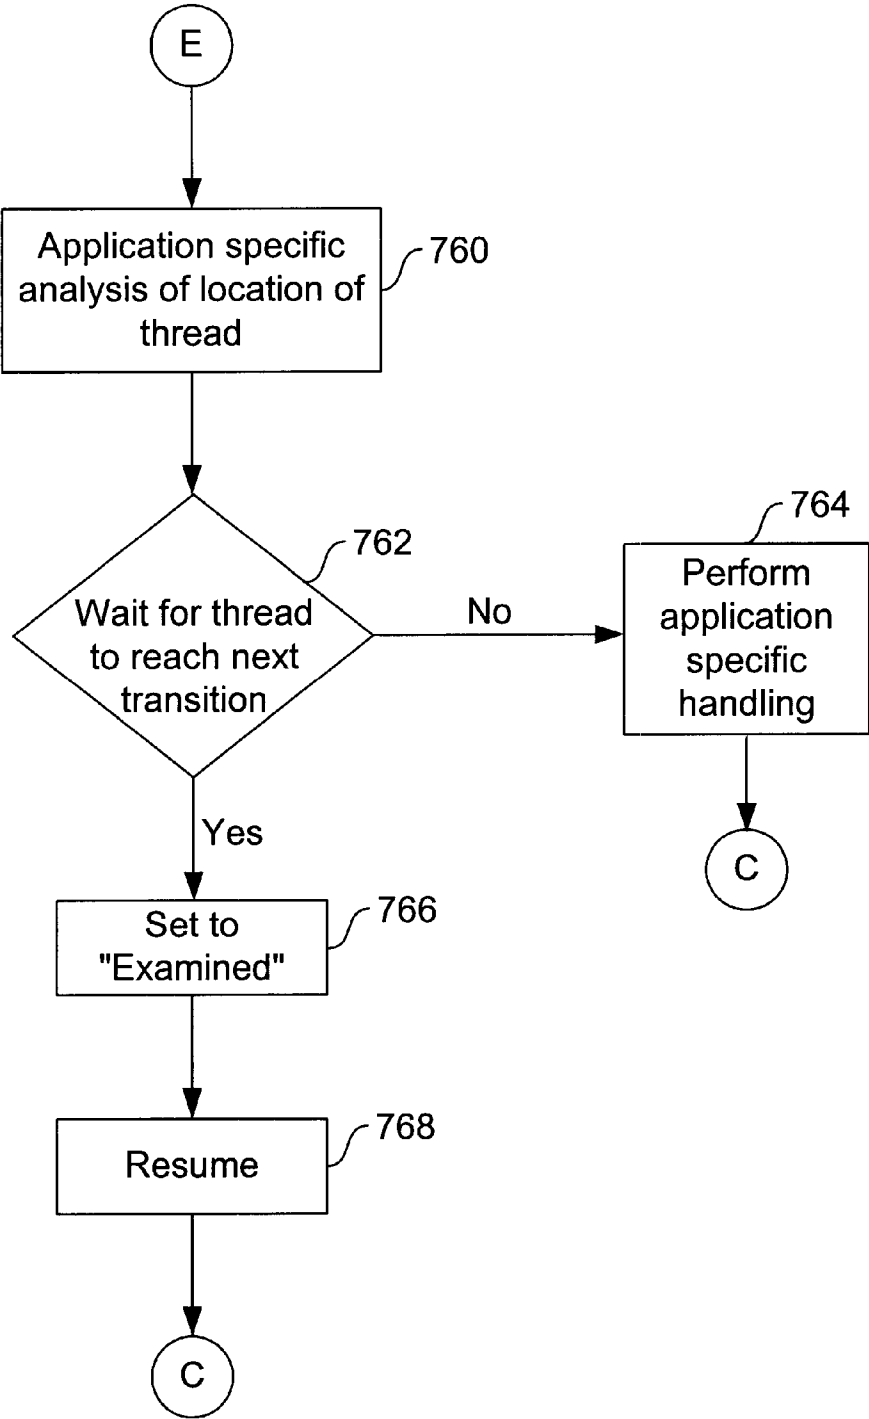 E
Application specific
analysis of location of
thread
760
762
Wait for thread
to reach next
transition
No
764
Perform
application
specific
handling
C
Yes
Set to
"Examined"
766
Resume
768
C